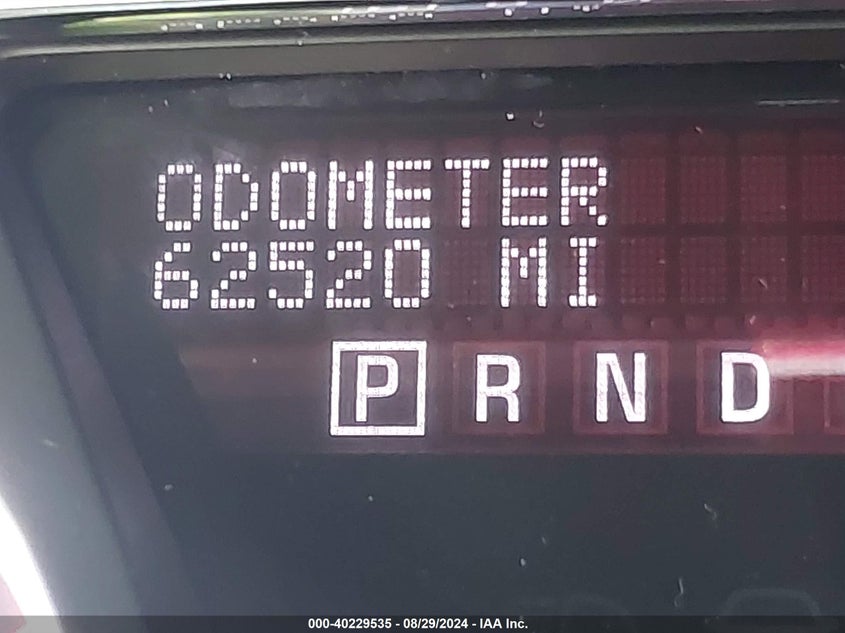 ODOMETER
62520 MI
P R N D
000-40229535 - 08/29/2024 - IAA Inc.